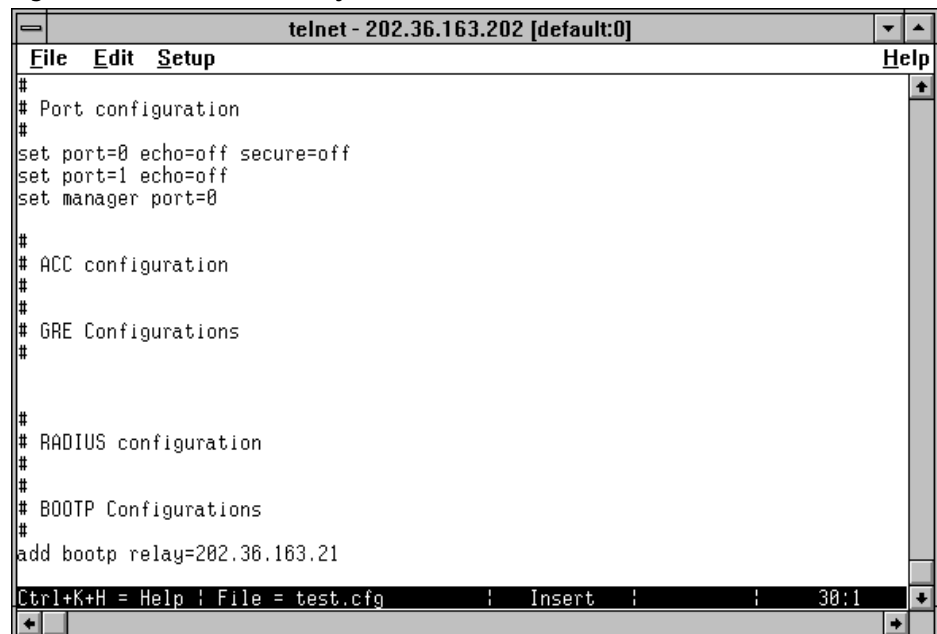 telnet - 202.36.163.202 [default:0]
File Edit Setup Help
#
# Port configuration
#
set port=0 echo=off secure=off
set port=1 echo=off
set manager port=0
#
# ACC configuration
#
#
# GRE Configurations
#
#
# RADIUS configuration
#
#
# BOOTP Configurations
#
add bootp relay=202.36.163.21
Ctrl+K+H = Help ¦ File = test.cfg ¦ Insert ¦ ¦ 30:1